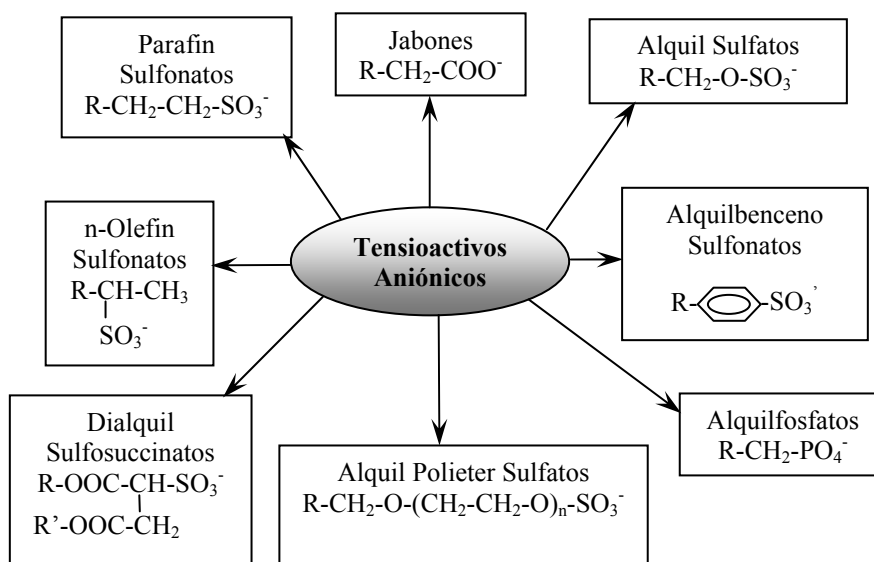 Parafin
Sulfonatos
R-CH₂-CH₂-SO₃⁻
Jabones
R-CH₂-COO⁻
Alquil Sulfatos
R-CH₂-O-SO₃⁻
n-Olefin
Sulfonatos
R-CH-CH₃
SO₃⁻
Tensioactivos
Aniónicos
Alquilbenceno
Sulfonatos
R- -SO₃’
Dialquil
Sulfosuccinatos
R-OOC-CH-SO₃⁻
R’-OOC-CH₂
Alquil Polieter Sulfatos
R-CH₂-O-(CH₂-CH₂-O)ₙ-SO₃⁻
Alquilfosfatos
R-CH₂-PO₄⁻